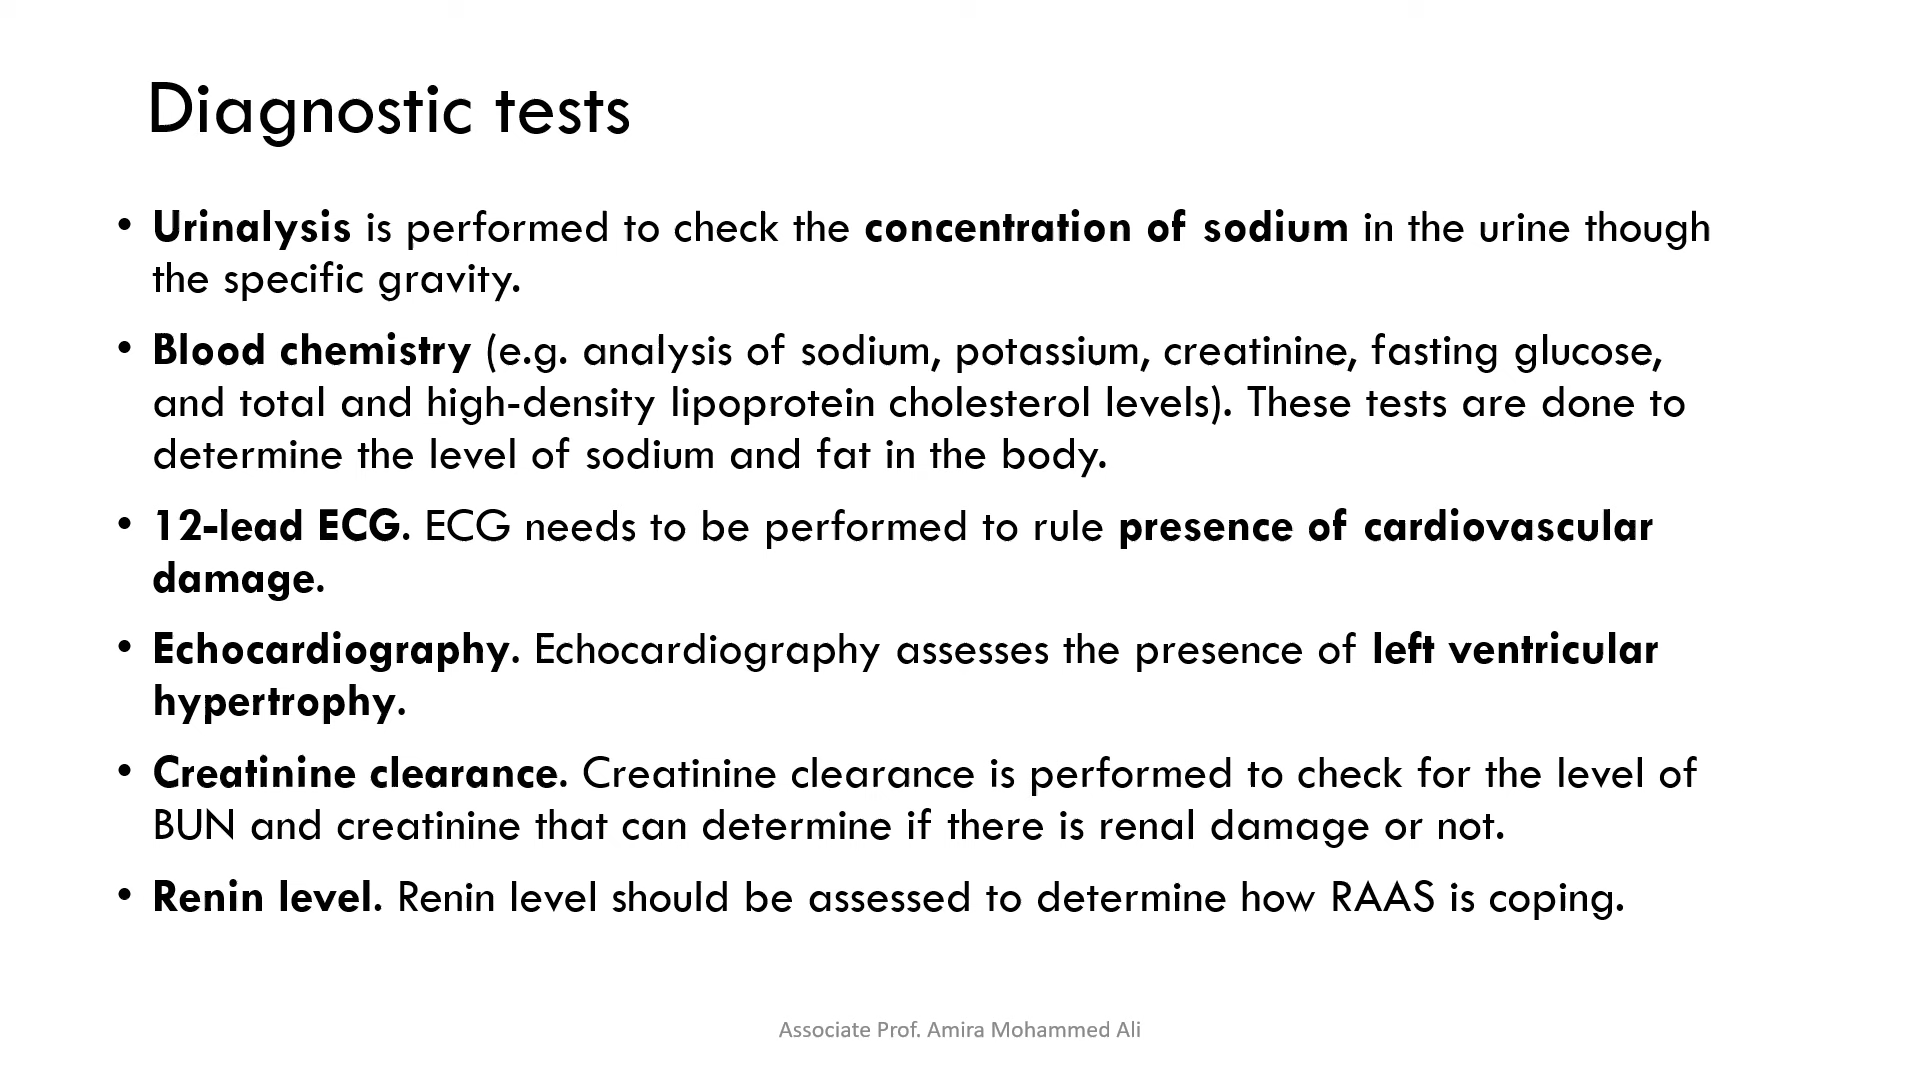 Diagnostic tests
• Urinalysis is performed to check the concentration of sodium in the urine though
the specific gravity.
• Blood chemistry (e.g. analysis of sodium, potassium, creatinine, fasting glucose,
and total and high-density lipoprotein cholesterol levels). These tests are done to
determine the level of sodium and fat in the body.
• 12-lead ECG. ECG needs to be performed to rule presence of cardiovascular
damage.
• Echocardiography. Echocardiography assesses the presence of left ventricular
hypertrophy.
• Creatinine clearance. Creatinine clearance is performed to check for the level of
BUN and creatinine that can determine if there is renal damage or not.
• Renin level. Renin level should be assessed to determine how RAAS is coping.
Associate Prof. Amira Mohammed Ali